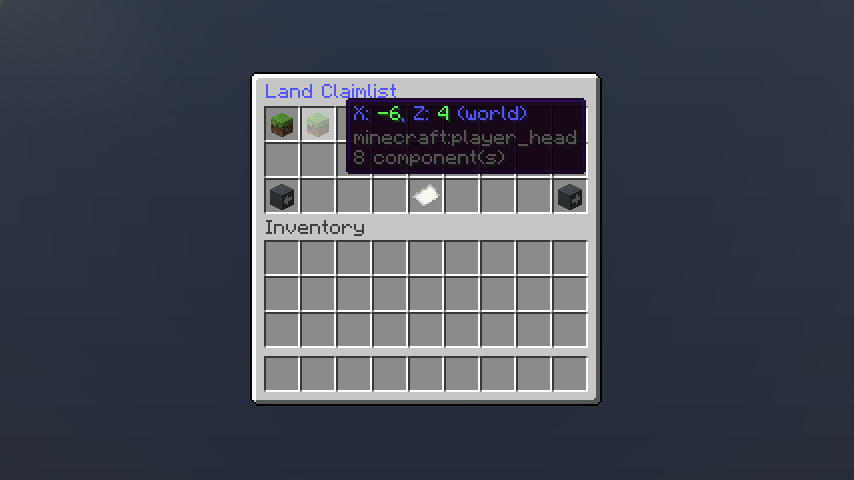 Land Claimlist
X: -6, Z: 4 (world)
minecraft:player_head
8 component(s)
Inventory